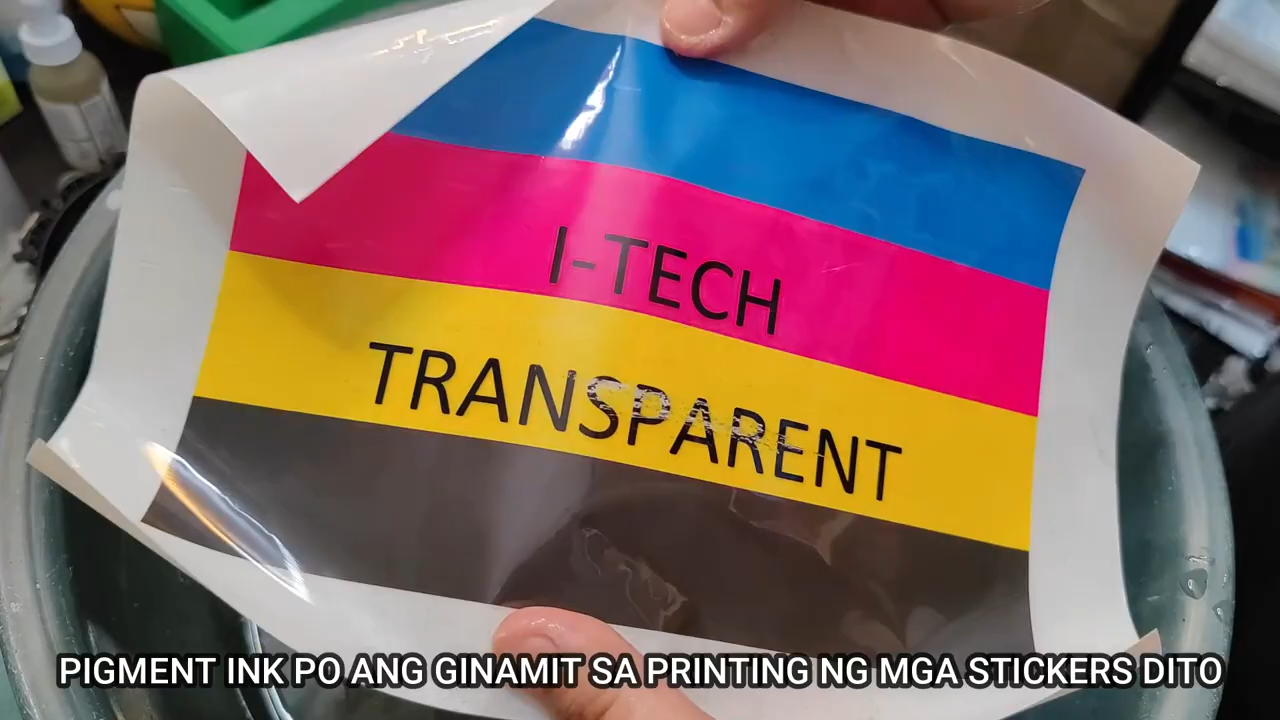 I-TECH
TRANSPARENT
PIGMENT INK PO ANG GINAMIT SA PRINTING NG MGA STICKERS DITO